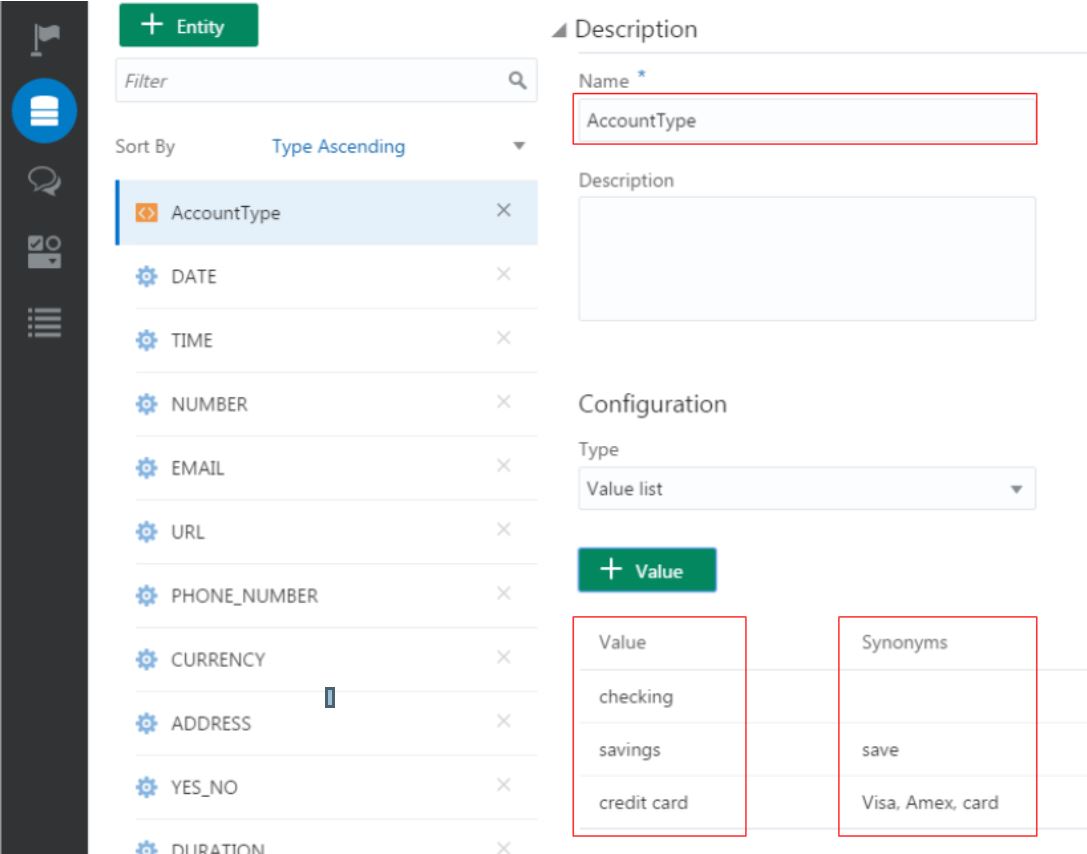 + Entity
Filter
Sort By Type Ascending
AccountType
DATE
TIME
NUMBER
EMAIL
URL
PHONE_NUMBER
CURRENCY
ADDRESS
YES_NO
DURATION
Description
Name *
AccountType
Description
Configuration
Type
Value list
+ Value
Value Synonyms
checking
savings save
credit card Visa, Amex, card